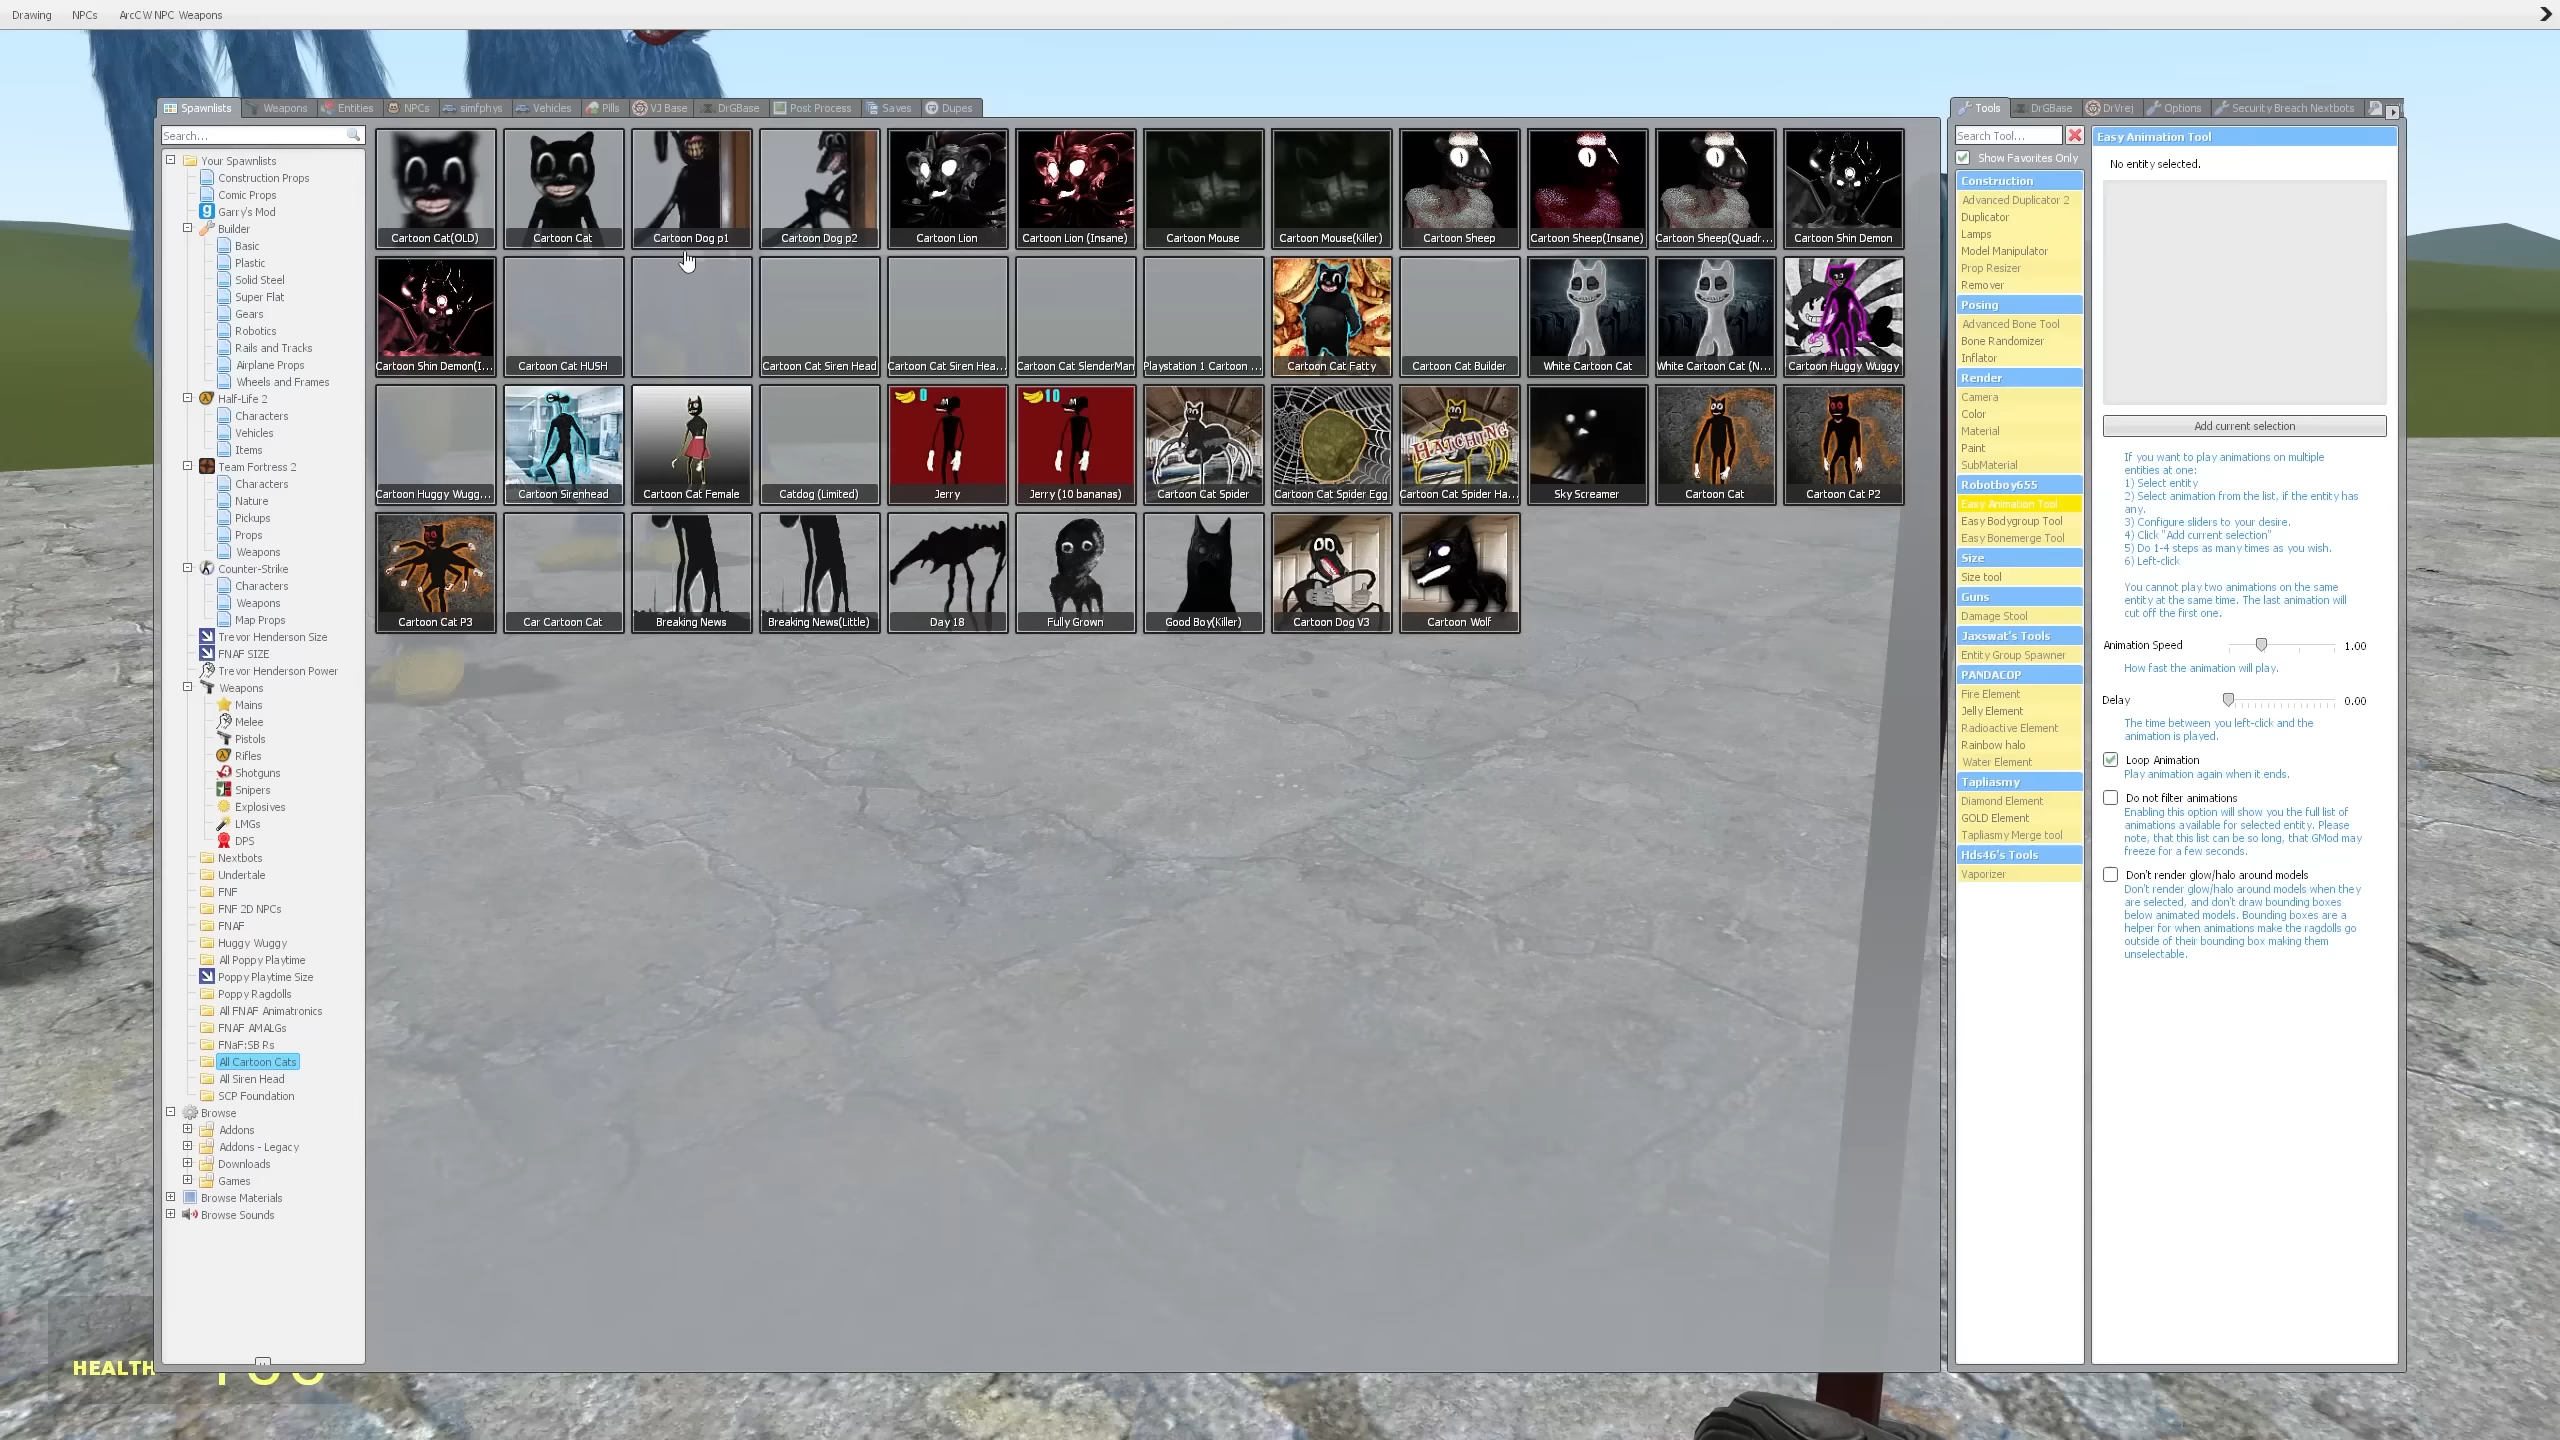 Drawing NPCs ArcCW NPC Weapons
Spawnlists Weapons Entities NPCs simfphys Vehicles Pills VJ Base DrGBase Post Process Saves Dupes
Search...
Your Spawnlists
Construction Props
Comic Props
Garry's Mod
Builder
Basic
Plastic
Solid Steel
Super Flat
Gears
Robotics
Rails and Tracks
Airplane Props
Wheels and Frames
Half-Life 2
Characters
Vehicles
Items
Team Fortress 2
Characters
Nature
Pickups
Props
Weapons
Counter-Strike
Characters
Weapons
Map Props
Trevor Henderson Size
FNAF SIZE
Trevor Henderson Power
Weapons
Mains
Melee
Pistols
Rifles
Shotguns
Snipers
Explosives
LMGs
DPS
Nextbots
Undertale
FNF
FNF 2D NPCs
FNAF
Huggy Wuggy
All Poppy Playtime
Poppy Playtime Size
Poppy Ragdolls
All FNAF Animatronics
FNAF AMALGs
FNaF:SB Rs
All Cartoon Cats
All Siren Head
SCP Foundation
Browse
Addons
Addons - Legacy
Downloads
Games
Browse Materials
Browse Sounds
Cartoon Cat(OLD) Cartoon Cat Cartoon Dog p1 Cartoon Dog p2 Cartoon Lion Cartoon Lion (Insane) Cartoon Mouse Cartoon Mouse(Killer) Cartoon Sheep Cartoon Sheep(Insane) Cartoon Sheep(Quadr... Cartoon Shin Demon
Cartoon Shin Demon(I... Cartoon Cat HUSH Cartoon Cat Siren Head Cartoon Cat Siren Hea... Cartoon Cat SlenderMan Playstation 1 Cartoon ... Cartoon Cat Fatty Cartoon Cat Builder White Cartoon Cat White Cartoon Cat (N... Cartoon Huggy Wuggy
0 10 HATCHING
Cartoon Huggy Wugg... Cartoon Sirenhead Cartoon Cat Female Catdog (Limited) Jerry Jerry (10 bananas) Cartoon Cat Spider Cartoon Cat Spider Egg Cartoon Cat Spider Ha... Sky Screamer Cartoon Cat Cartoon Cat P2
Cartoon Cat P3 Car Cartoon Cat Breaking News Breaking News(Little) Day 18 Fully Grown Good Boy(Killer) Cartoon Dog V3 Cartoon Wolf
HEALTH 100
Tools DrGBase DrVrej Options Security Breach Nextbots
Search Tool...
Show Favorites Only
Construction
Advanced Duplicator 2
Duplicator
Lamps
Model Manipulator
Prop Resizer
Remover
Posing
Advanced Bone Tool
Bone Randomizer
Inflator
Render
Camera
Color
Material
Paint
SubMaterial
Robotboy655
Easy Animation Tool
Easy Bodygroup Tool
Easy Bonemerge Tool
Size
Size tool
Guns
Damage Stool
Jaxswat's Tools
Entity Group Spawner
PANDACOP
Fire Element
Jelly Element
Radioactive Element
Rainbow halo
Water Element
Tapliasmy
Diamond Element
GOLD Element
Tapliasmy Merge tool
Hds46's Tools
Vaporizer
Easy Animation Tool
No entity selected.
Add current selection
If you want to play animations on multiple
entities at one:
1) Select entity
2) Select animation from the list, if the entity has
any.
3) Configure sliders to your desire.
4) Click "Add current selection"
5) Do 1-4 steps as many times as you wish.
6) Left-click
You cannot play two animations on the same
entity at the same time. The last animation will
cut off the first one.
Animation Speed 1.00
How fast the animation will play.
Delay 0.00
The time between you left-click and the
animation is played.
Loop Animation
Play animation again when it ends.
Do not filter animations
Enabling this option will show you the full list of
animations available for selected entity. Please
note, that this list can be so long, that GMod may
freeze for a few seconds.
Don't render glow/halo around models
Don't render glow/halo around models when they
are selected, and don't draw bounding boxes
below animated models. Bounding boxes are a
helper for when animations make the ragdolls go
outside of their bounding box making them
unselectable.